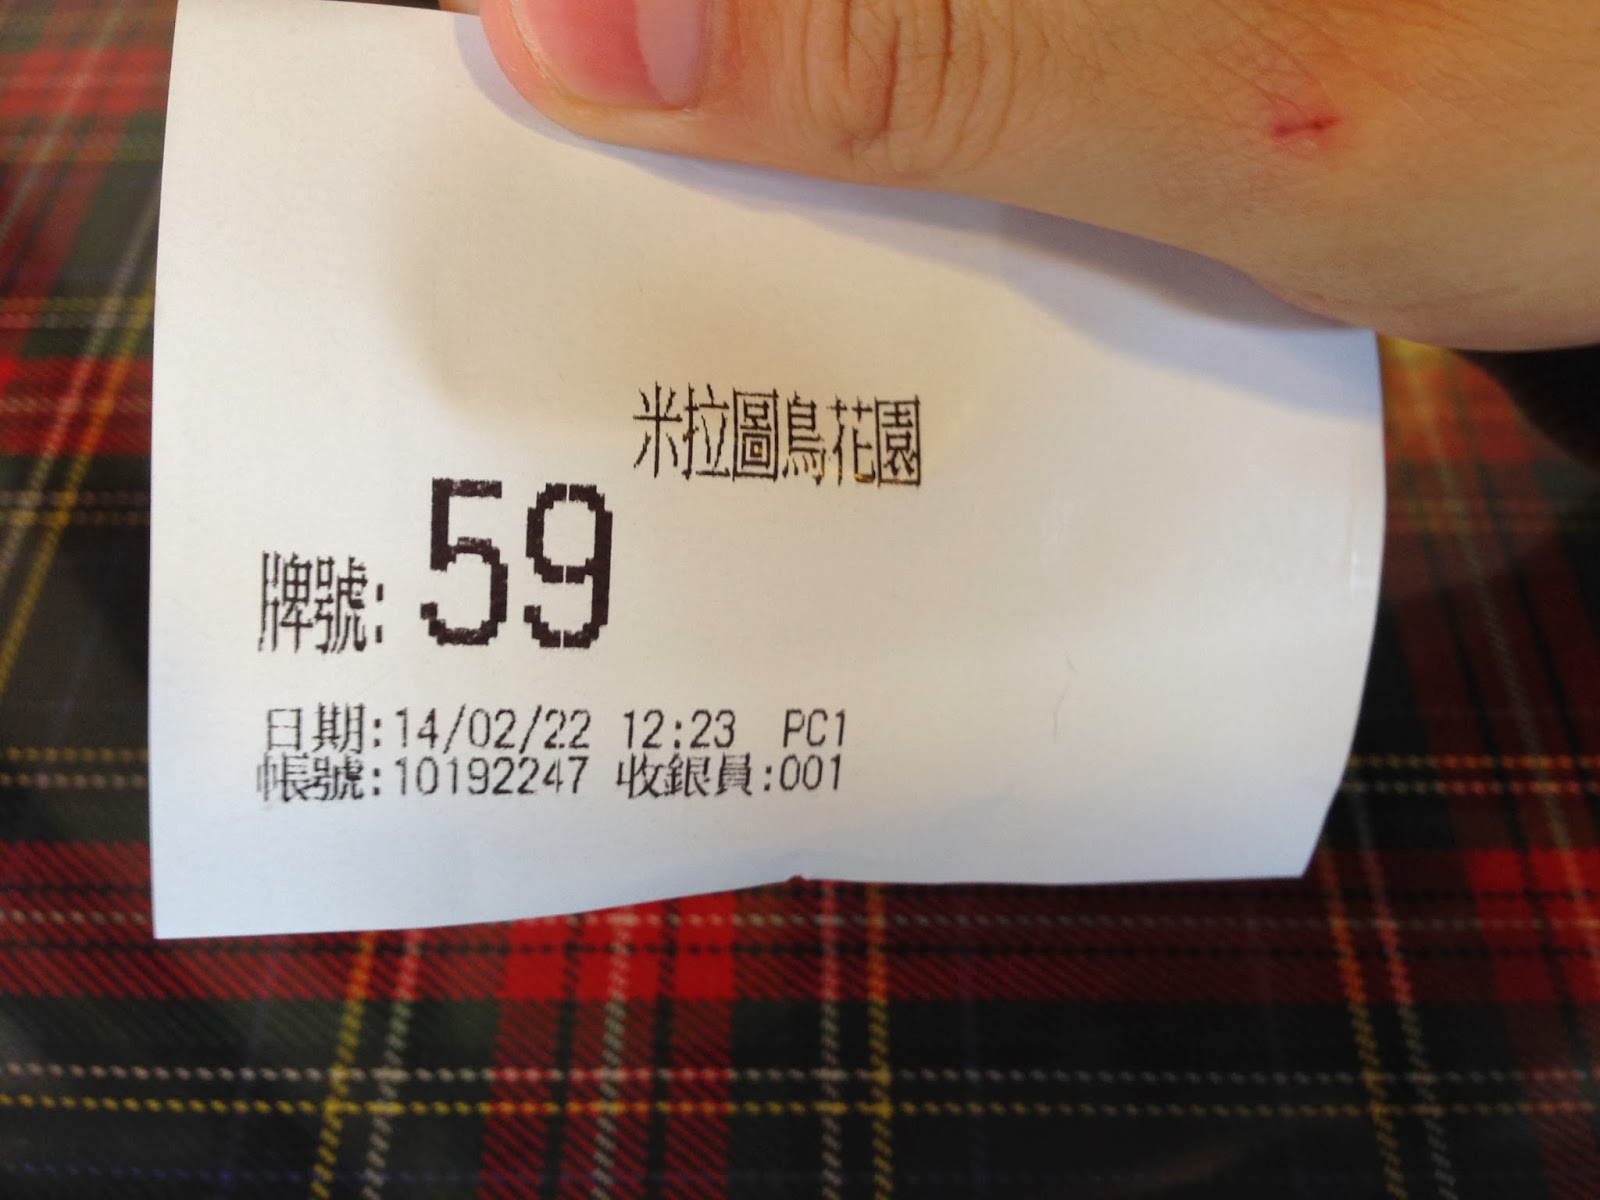 米拉圖鳥花園
牌號: 59
日期:14/02/22 12:23 PC1
帳號:10192247 收銀員:001